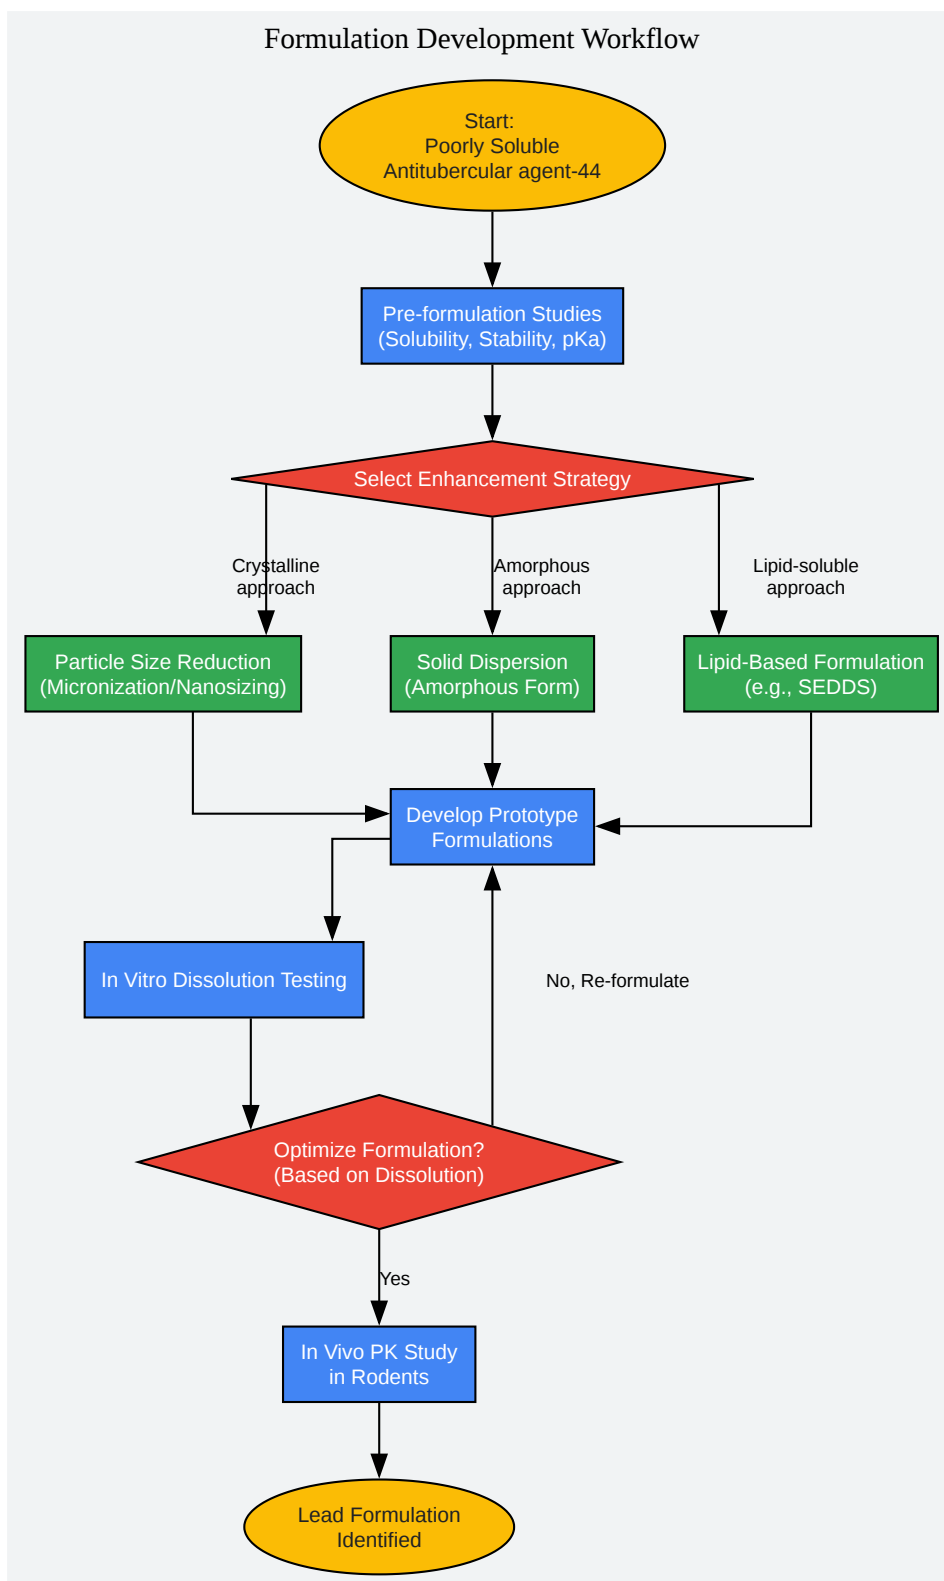 Formulation Development Workflow
Start:
Poorly Soluble
Antitubercular agent-44
Pre-formulation Studies
(Solubility, Stability, pKa)
Select Enhancement Strategy
Crystalline
approach
Amorphous
approach
Lipid-soluble
approach
Particle Size Reduction
(Micronization/Nanosizing)
Solid Dispersion
(Amorphous Form)
Lipid-Based Formulation
(e.g., SEDDS)
Develop Prototype
Formulations
In Vitro Dissolution Testing
No, Re-formulate
Optimize Formulation?
(Based on Dissolution)
Yes
In Vivo PK Study
in Rodents
Lead Formulation
Identified